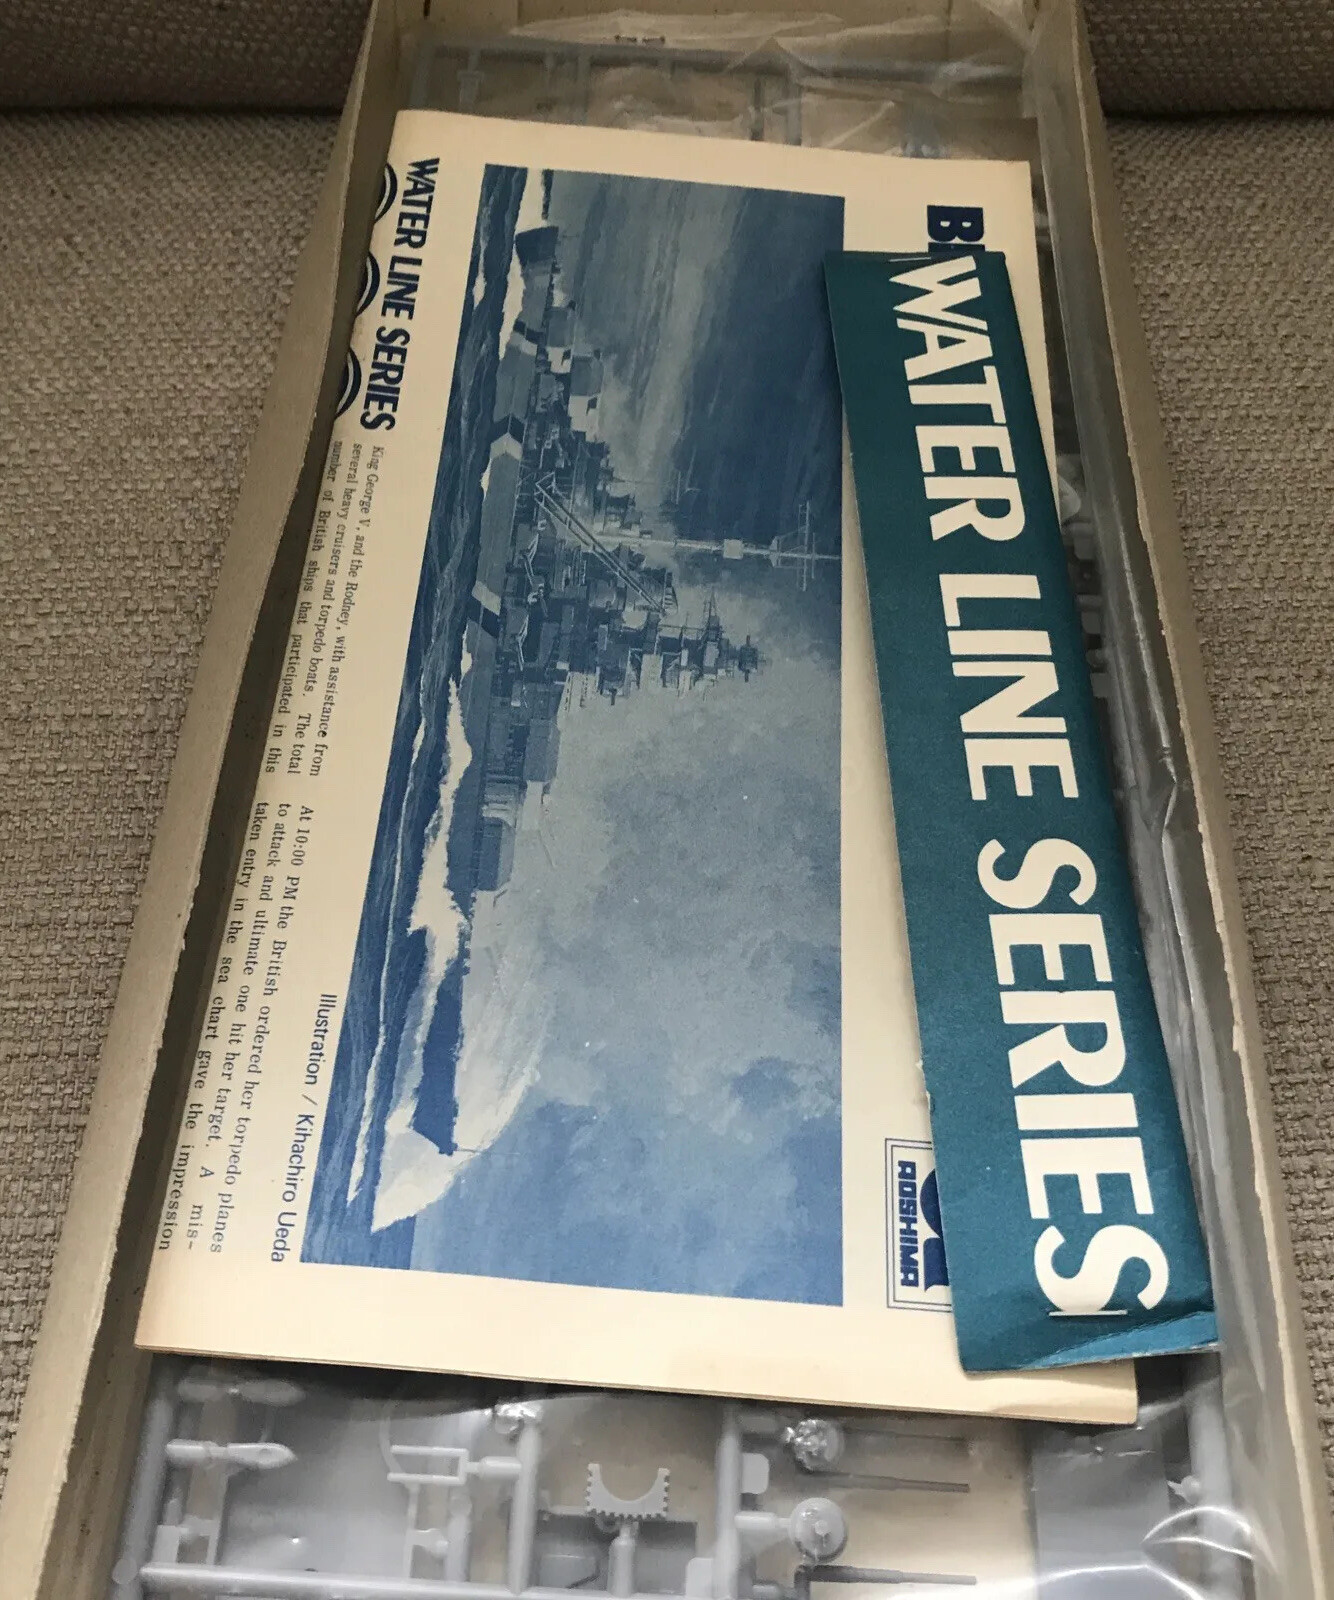 B
WATER LINE SERIES
AOSHIMA
WATER LINE SERIES
Illustration / Kihachiro Ueda
King George V, and the Rodney, with assistance from
several heavy cruisers and torpedo boats. The total
number of British ships that participated in this
At 10:00 PM the British ordered her torpedo planes
to attack and ultimate one hit her target. A mis-
taken entry in the sea chart gave the impression